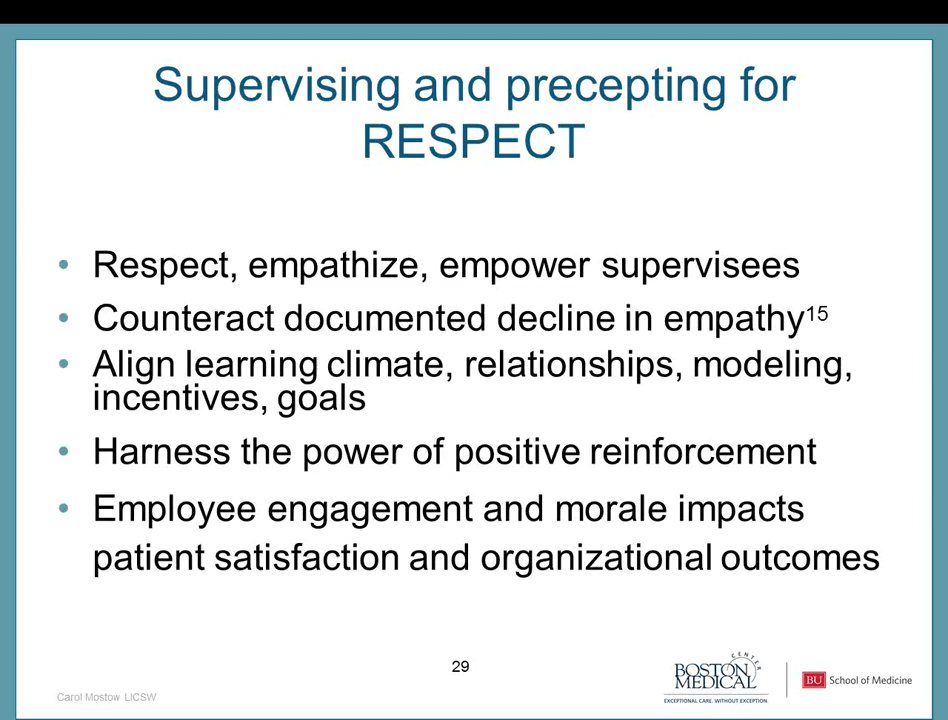 Supervising and precepting for
RESPECT
• Respect, empathize, empower supervisees
• Counteract documented decline in empathy15
• Align learning climate, relationships, modeling,
incentives, goals
• Harness the power of positive reinforcement
• Employee engagement and morale impacts
patient satisfaction and organizational outcomes
29
Carol Mostow LICSW
BOSTON
MEDICAL
CENTER
EXCEPTIONAL CARE. WITHOUT EXCEPTION
BU School of Medicine